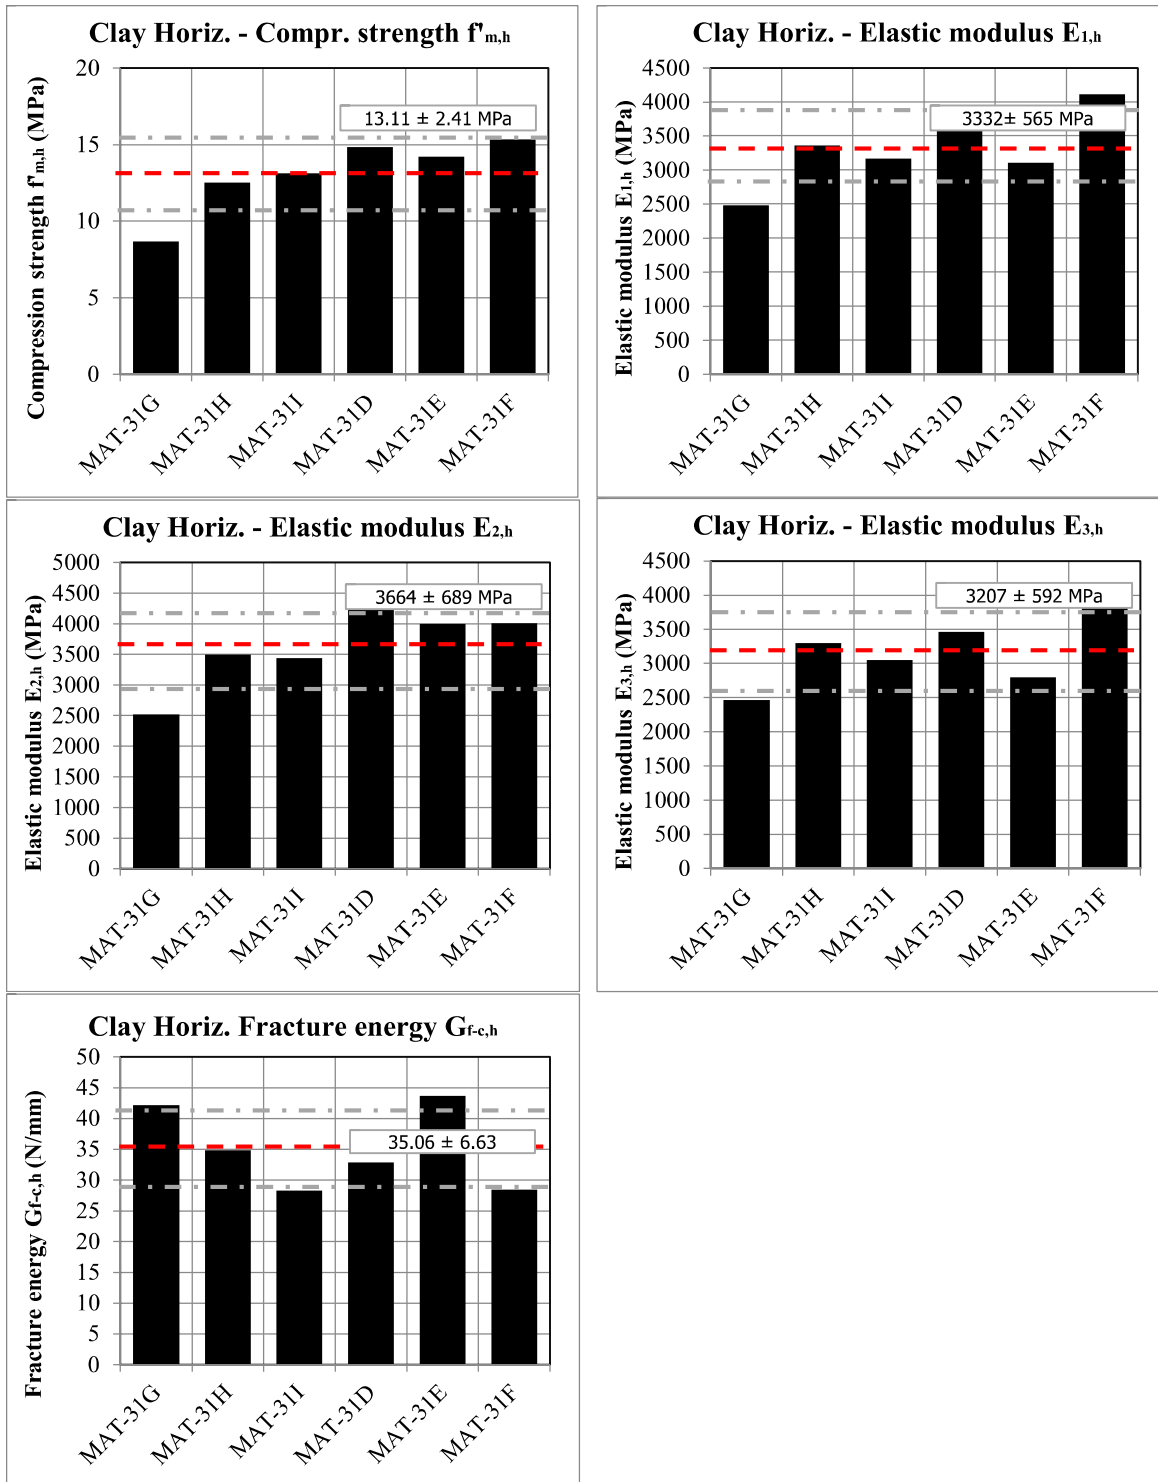 Clay Horiz. - Compr. strength f'm,h
Compression strength f'm,h (MPa)
20
15
10
5
0
13.11 ± 2.41 MPa
MAT-31G
MAT-31H
MAT-31I
MAT-31D
MAT-31E
MAT-31F
Clay Horiz. - Elastic modulus E1,h
Elastic modulus E1,h (MPa)
4500
4000
3500
3000
2500
2000
1500
1000
500
0
3332± 565 MPa
MAT-31G
MAT-31H
MAT-31I
MAT-31D
MAT-31E
MAT-31F
Clay Horiz. - Elastic modulus E2,h
Elastic modulus E2,h (MPa)
5000
4500
4000
3500
3000
2500
2000
1500
1000
500
0
3664 ± 689 MPa
MAT-31G
MAT-31H
MAT-31I
MAT-31D
MAT-31E
MAT-31F
Clay Horiz. - Elastic modulus E3,h
Elastic modulus E3,h (MPa)
4500
4000
3500
3000
2500
2000
1500
1000
500
0
3207 ± 592 MPa
MAT-31G
MAT-31H
MAT-31I
MAT-31D
MAT-31E
MAT-31F
Clay Horiz. Fracture energy Gf-c,h
Fracture energy Gf-c,h (N/mm)
50
45
40
35
30
25
20
15
10
5
0
35.06 ± 6.63
MAT-31G
MAT-31H
MAT-31I
MAT-31D
MAT-31E
MAT-31F